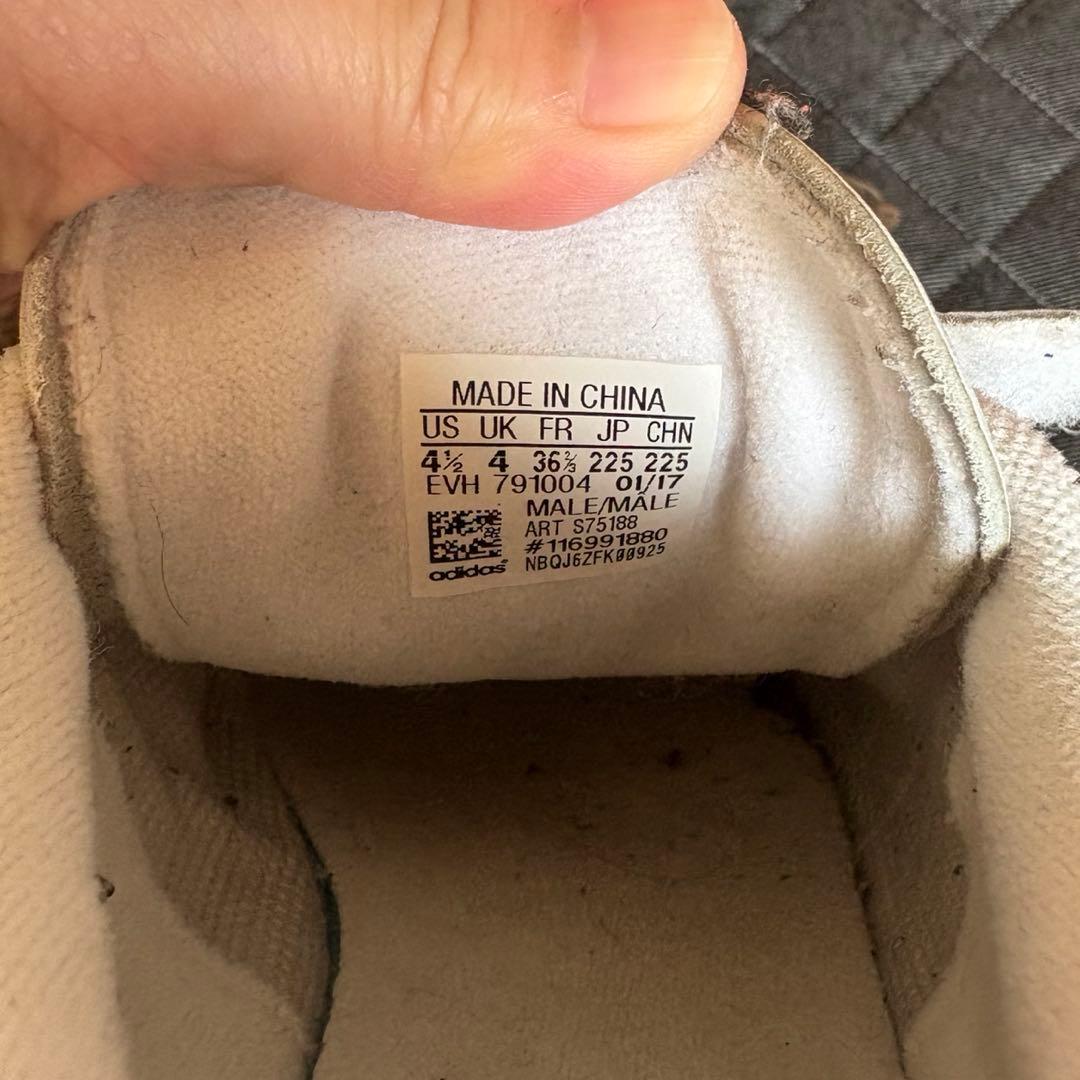 MADE IN CHINA
US UK FR JP CHN
4½ 4 36⅔ 225 225
EVH 791004 01/17
MALE/MÂLE
ART S75188
#116991880
adidas NBQJ6ZFK00925